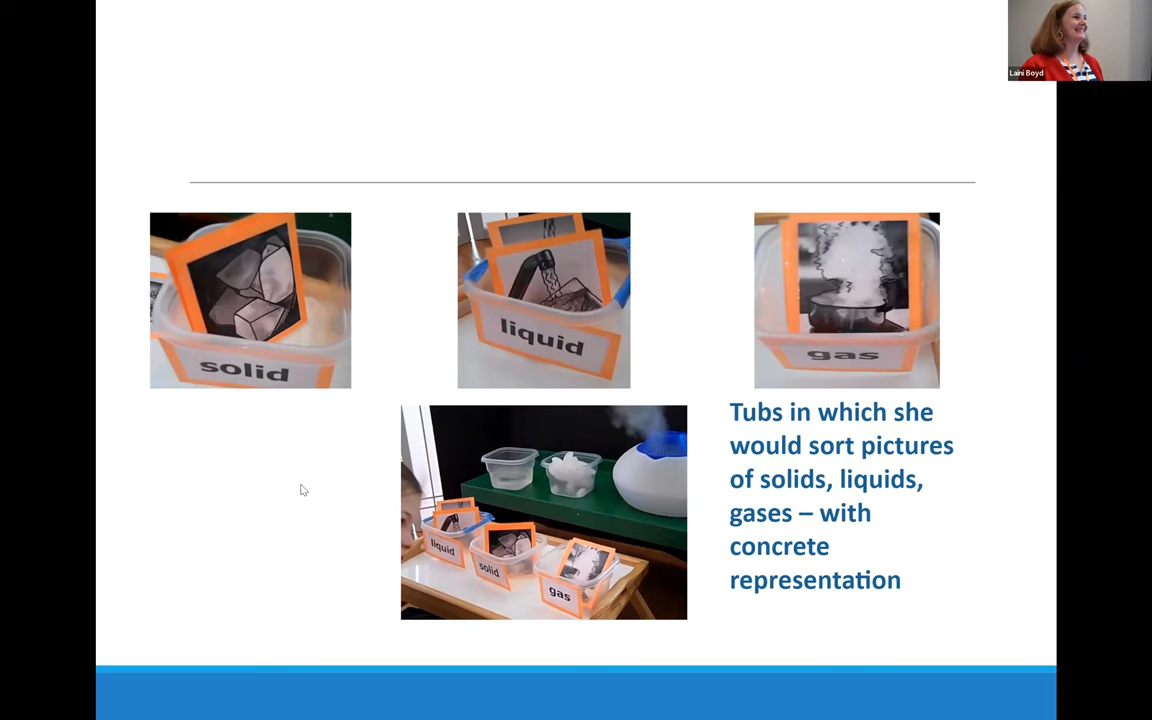 Laini Boyd
solid
liquid
gas
liquid
solid
gas
Tubs in which she
would sort pictures
of solids, liquids,
gases – with
concrete
representation